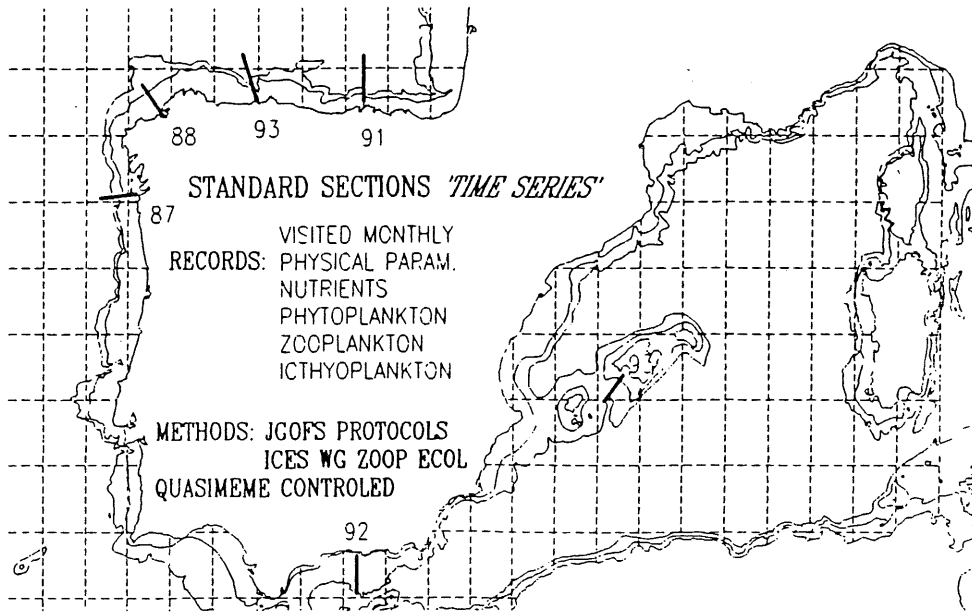 88
93
91
STANDARD SECTIONS 'TIME SERIES'
87
VISITED MONTHLY
RECORDS: PHYSICAL PARAM.
NUTRIENTS
PHYTOPLANKTON
ZOOPLANKTON
ICTHYOPLANKTON
METHODS: JGOFS PROTOCOLS
ICES WG ZOOP ECOL
QUASIMEME CONTROLED
92